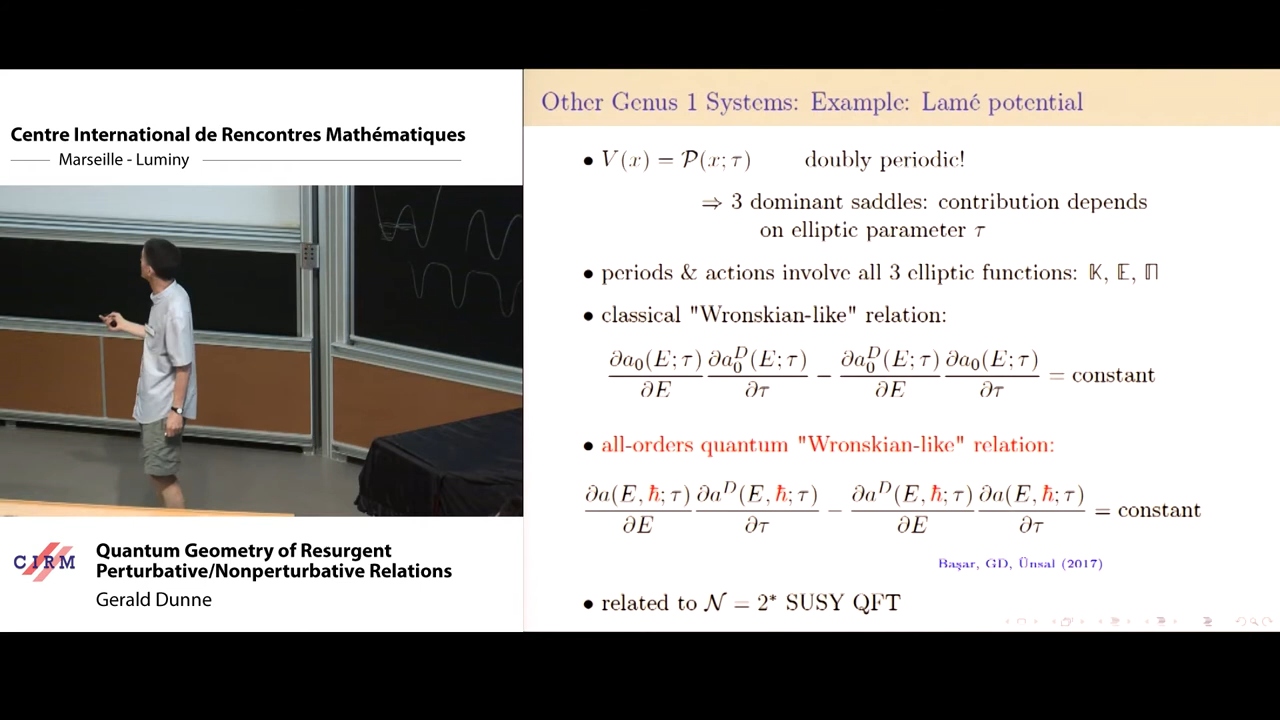 Centre International de Rencontres Mathématiques
Marseille - Luminy
CIRM
Quantum Geometry of Resurgent
Perturbative/Nonperturbative Relations
Gerald Dunne
Other Genus 1 Systems: Example: Lamé potential
• V(x) = 𝒫(x; τ) doubly periodic!
⇒ 3 dominant saddles: contribution depends
on elliptic parameter τ
• periods & actions involve all 3 elliptic functions: 𝕂, 𝔼, ℿ
• classical "Wronskian-like" relation:
∂a₀(E; τ)/∂E ∂a₀ᴰ(E; τ)/∂τ − ∂a₀ᴰ(E; τ)/∂E ∂a₀(E; τ)/∂τ = constant
• all-orders quantum "Wronskian-like" relation:
∂a(E, ħ; τ)/∂E ∂aᴰ(E, ħ; τ)/∂τ − ∂aᴰ(E, ħ; τ)/∂E ∂a(E, ħ; τ)/∂τ = constant
Başar, GD, Ünsal (2017)
• related to 𝒩 = 2* SUSY QFT